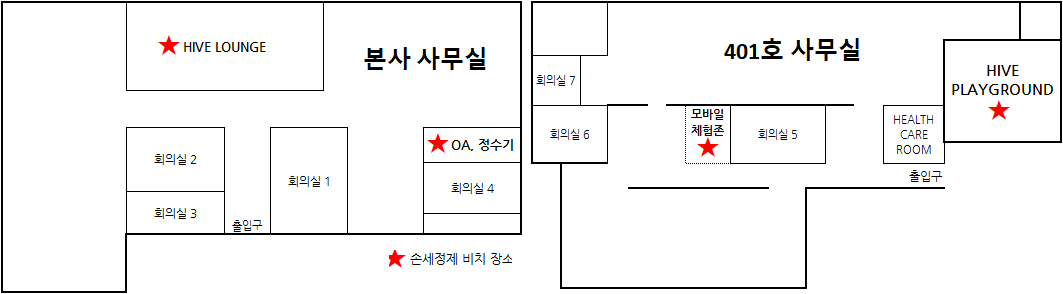 본사 사무실
HIVE LOUNGE
OA, 정수기
회의실 2
회의실 1
회의실 4
회의실 3
출입구
손세정제 비치 장소
401호 사무실
HIVE
PLAYGROUND
회의실 7
회의실 6
모바일
체험존
회의실 5
HEALTH
CARE
ROOM
출입구